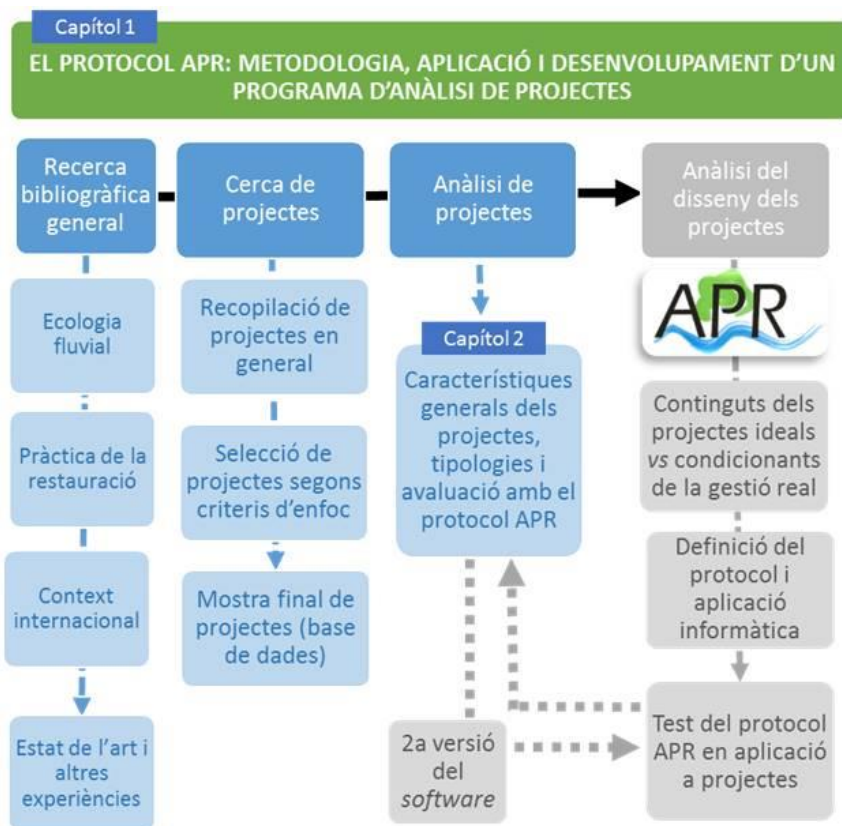 Capítol 1
EL PROTOCOL APR: METODOLOGIA, APLICACIÓ I DESENVOLUPAMENT D'UN
PROGRAMA D'ANÀLISI DE PROJECTES
Recerca
bibliogràfica
general
Cerca de
projectes
Anàlisi de
projectes
Anàlisi del
disseny dels
projectes
Ecologia
fluvial
Pràctica de la
restauració
Context
internacional
Estat de l'art i
altres
experiències
Recopilació de
projectes en
general
Selecció de
projectes segons
criteris d'enfoc
Mostra final de
projectes (base
de dades)
Capítol 2
Característiques
generals dels
projectes,
tipologies i
avaluació amb el
protocol APR
2a versió
del
software
APR
Continguts dels
projectes ideals
vs condicionants
de la gestió real
Definició del
protocol i
aplicació
informàtica
Test del protocol
APR en aplicació
a projectes